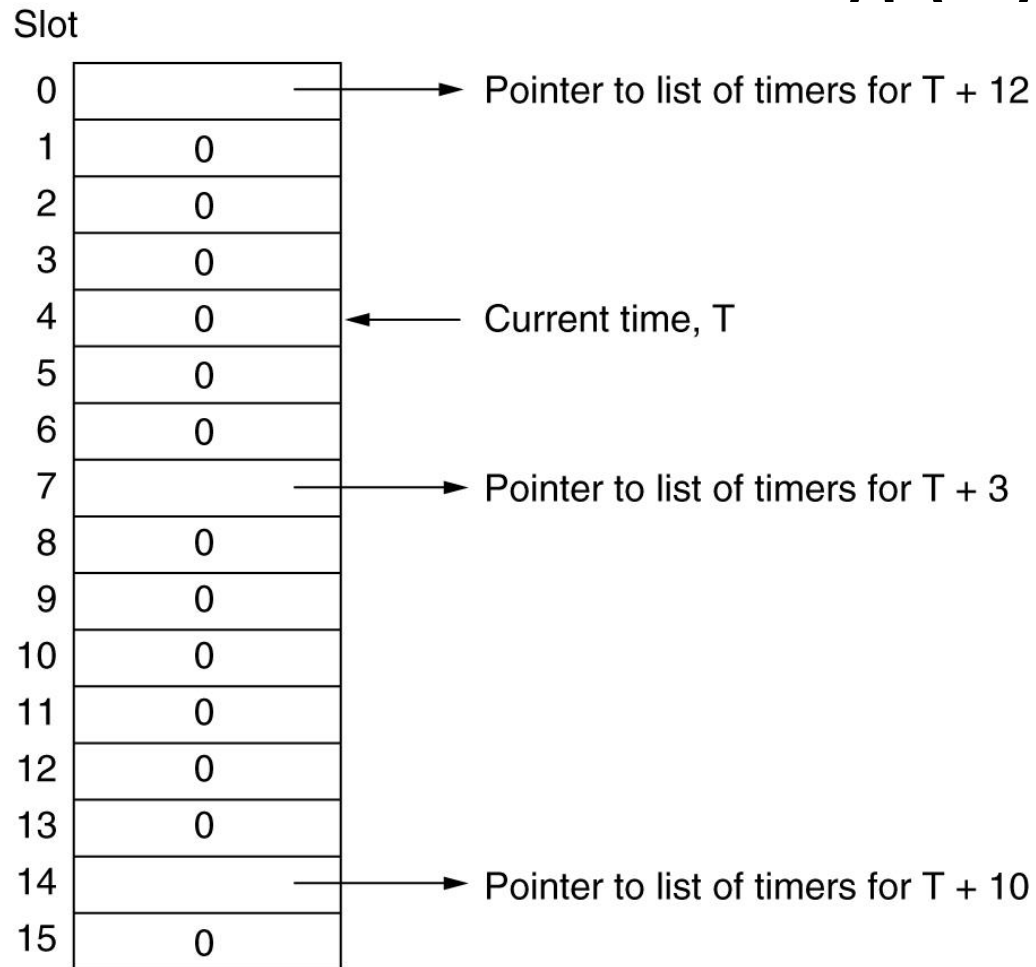 Slot
0 Pointer to list of timers for T + 12
1 0
2 0
3 0
4 0 Current time, T
5 0
6 0
7 Pointer to list of timers for T + 3
8 0
9 0
10 0
11 0
12 0
13 0
14 Pointer to list of timers for T + 10
15 0